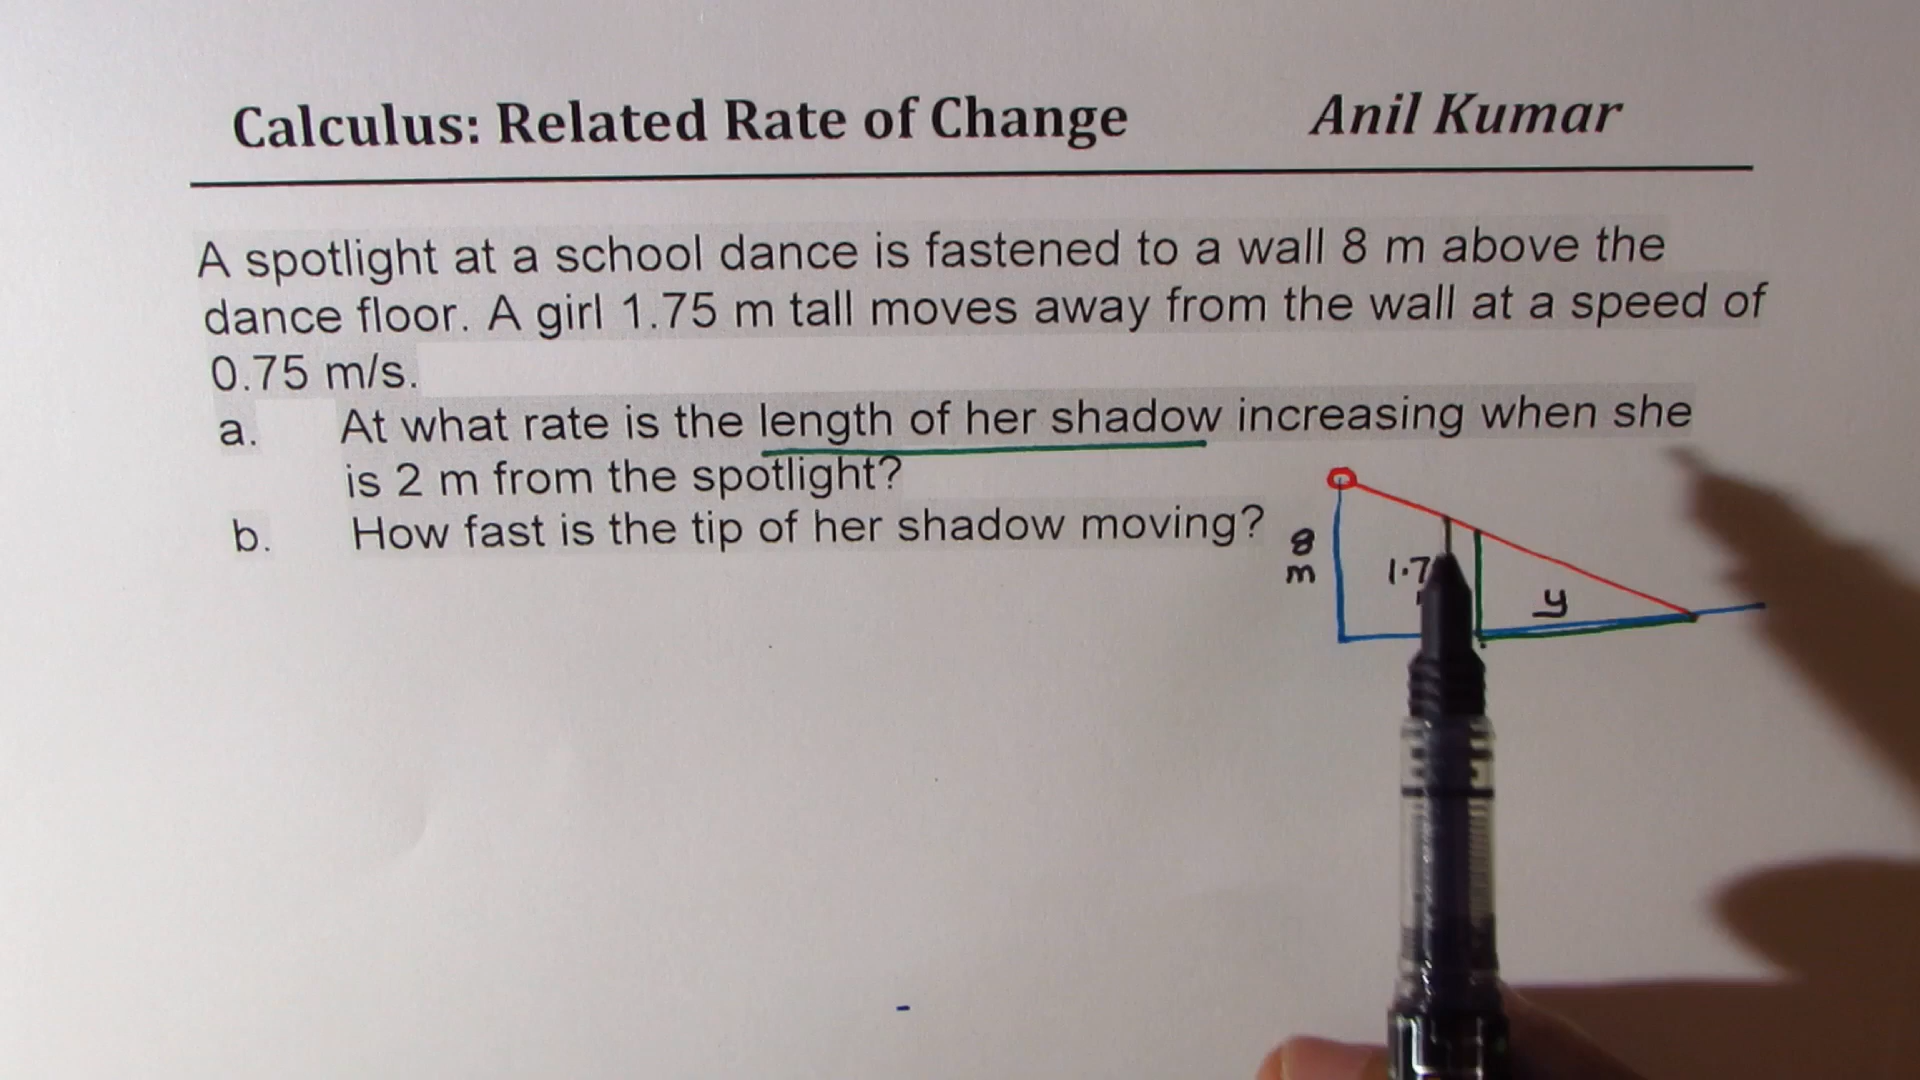 Calculus: Related Rate of Change Anil Kumar
A spotlight at a school dance is fastened to a wall 8 m above the
dance floor. A girl 1.75 m tall moves away from the wall at a speed of
0.75 m/s.
a. At what rate is the length of her shadow increasing when she
is 2 m from the spotlight?
b. How fast is the tip of her shadow moving?
8
m
1.7
y